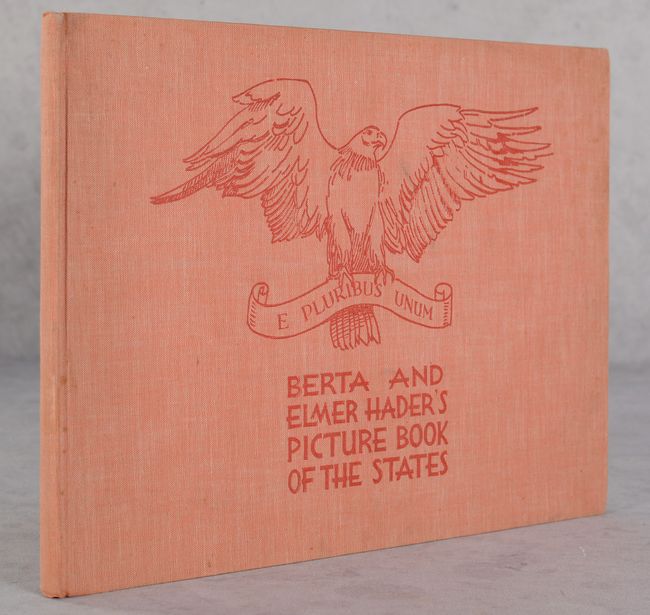 E PLURIBUS UNUM
BERTA AND
ELMER HADER'S
PICTURE BOOK
OF THE STATES